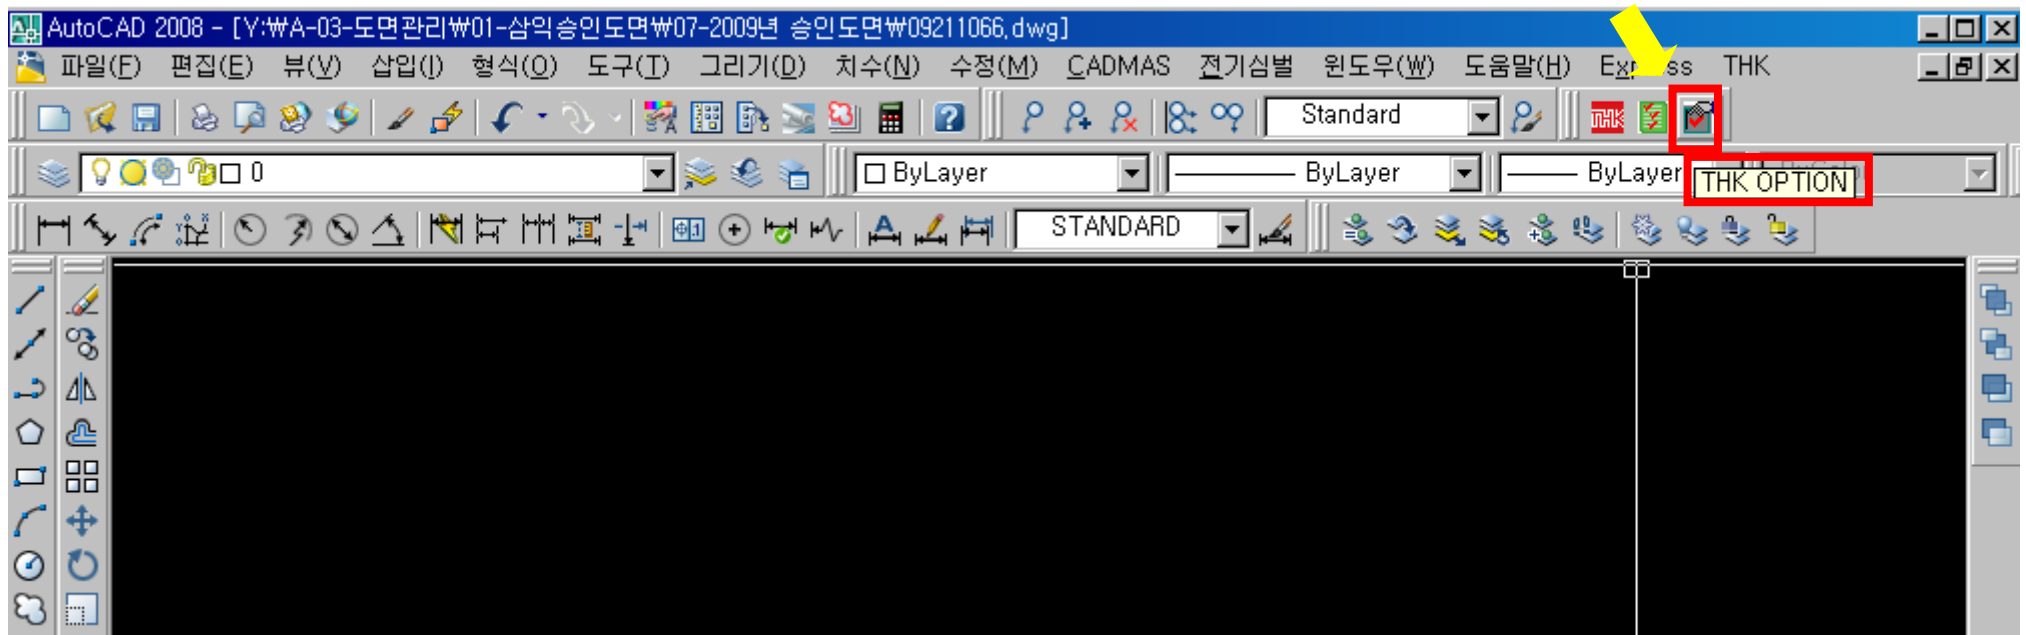 AutoCAD 2008 - [Y:₩A-03-도면관리₩01-삼익승인도면₩07-2009년 승인도면₩09211066.dwg]
파일(F) 편집(E) 뷰(V) 삽입(I) 형식(O) 도구(T) 그리기(D) 치수(N) 수정(M) CADMAS 전기심벌 윈도우(W) 도움말(H) Express THK
Standard THK
0 ByLayer ByLayer ByLayer
THK OPTION
STANDARD